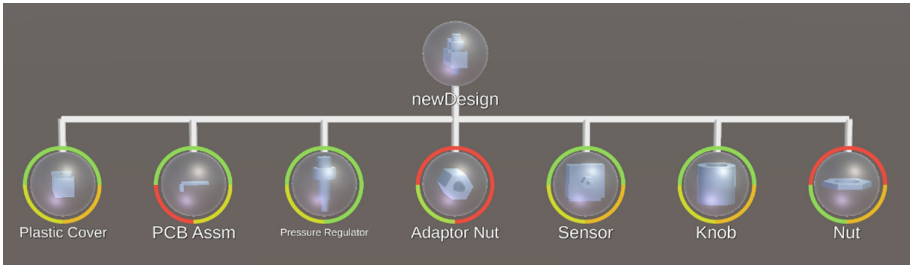 newDesign
Plastic Cover
PCB Assm
Pressure Regulator
Adaptor Nut
Sensor
Knob
Nut